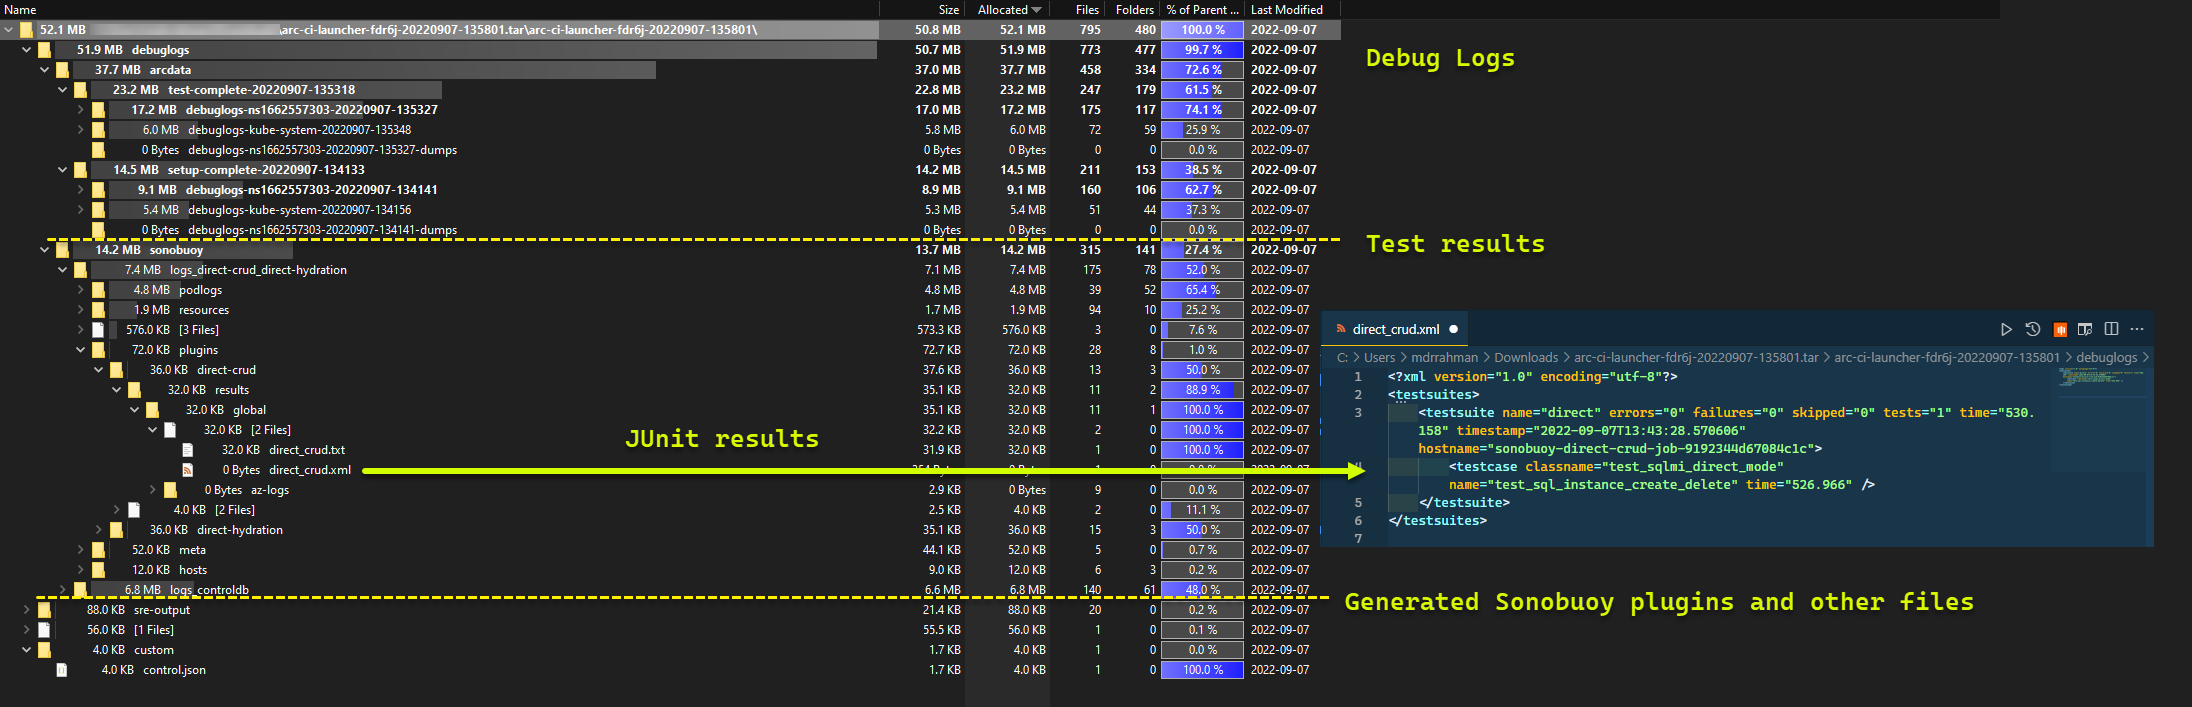 Name Size Allocated Files Folders % of Parent ... Last Modified
52.1 MB \arc-ci-launcher-fdr6j-20220907-135801.tar\arc-ci-launcher-fdr6j-20220907-135801\ 50.8 MB 52.1 MB 795 480 100.0 % 2022-09-07
51.9 MB debuglogs 50.7 MB 51.9 MB 773 477 99.7 % 2022-09-07
Debug Logs
37.7 MB arcdata 37.0 MB 37.7 MB 458 334 72.6 % 2022-09-07
23.2 MB test-complete-20220907-135318 22.8 MB 23.2 MB 247 179 61.5 % 2022-09-07
17.2 MB debuglogs-ns1662557303-20220907-135327 17.0 MB 17.2 MB 175 117 74.1 % 2022-09-07
6.0 MB debuglogs-kube-system-20220907-135348 5.8 MB 6.0 MB 72 59 25.9 % 2022-09-07
0 Bytes debuglogs-ns1662557303-20220907-135327-dumps 0 Bytes 0 Bytes 0 0 0.0 % 2022-09-07
14.5 MB setup-complete-20220907-134133 14.2 MB 14.5 MB 211 153 38.5 % 2022-09-07
9.1 MB debuglogs-ns1662557303-20220907-134141 8.9 MB 9.1 MB 160 106 62.7 % 2022-09-07
5.4 MB debuglogs-kube-system-20220907-134156 5.3 MB 5.4 MB 51 44 37.3 % 2022-09-07
0 Bytes debuglogs-ns1662557303-20220907-134141-dumps 0 Bytes 0 Bytes 0 0 0.0 % 2022-09-07
Test results
14.2 MB sonobuoy 13.7 MB 14.2 MB 315 141 27.4 % 2022-09-07
7.4 MB logs_direct-crud_direct-hydration 7.1 MB 7.4 MB 175 78 52.0 % 2022-09-07
4.8 MB podlogs 4.8 MB 4.8 MB 39 52 65.4 % 2022-09-07
1.9 MB resources 1.7 MB 1.9 MB 94 10 25.2 % 2022-09-07
576.0 KB [3 Files] 573.3 KB 576.0 KB 3 0 7.6 % 2022-09-07
72.0 KB plugins 72.7 KB 72.0 KB 28 8 1.0 % 2022-09-07
36.0 KB direct-crud 37.6 KB 36.0 KB 13 3 50.0 % 2022-09-07
32.0 KB results 35.1 KB 32.0 KB 11 2 88.9 % 2022-09-07
32.0 KB global 35.1 KB 32.0 KB 11 1 100.0 % 2022-09-07
32.0 KB [2 Files] 32.2 KB 32.0 KB 2 0 100.0 % 2022-09-07
JUnit results
32.0 KB direct_crud.txt 31.9 KB 32.0 KB 1 0 100.0 % 2022-09-07
0 Bytes direct_crud.xml
0 Bytes az-logs 2.9 KB 0 Bytes 9 0 0.0 % 2022-09-07
4.0 KB [2 Files] 2.5 KB 4.0 KB 2 0 11.1 % 2022-09-07
36.0 KB direct-hydration 35.1 KB 36.0 KB 15 3 50.0 % 2022-09-07
52.0 KB meta 44.1 KB 52.0 KB 5 0 0.7 % 2022-09-07
12.0 KB hosts 9.0 KB 12.0 KB 6 3 0.2 % 2022-09-07
6.8 MB logs_controldb 6.6 MB 6.8 MB 140 61 48.0 % 2022-09-07
Generated Sonobuoy plugins and other files
88.0 KB sre-output 21.4 KB 88.0 KB 20 0 0.2 % 2022-09-07
56.0 KB [1 Files] 55.5 KB 56.0 KB 1 0 0.1 % 2022-09-07
4.0 KB custom 1.7 KB 4.0 KB 1 0 0.0 % 2022-09-07
4.0 KB control.json 1.7 KB 4.0 KB 1 0 100.0 % 2022-09-07
direct_crud.xml
C: > Users > mdrrahman > Downloads > arc-ci-launcher-fdr6j-20220907-135801.tar > arc-ci-launcher-fdr6j-20220907-135801 > debuglogs >
1 <?xml version="1.0" encoding="utf-8"?>
2 <testsuites>
3 <testsuite name="direct" errors="0" failures="0" skipped="0" tests="1" time="530.
158" timestamp="2022-09-07T13:43:28.570606"
hostname="sonobuoy-direct-crud-job-9192344d67084c1c">
<testcase classname="test_sqlmi_direct_mode"
name="test_sql_instance_create_delete" time="526.966" />
5 </testsuite>
6 </testsuites>
7